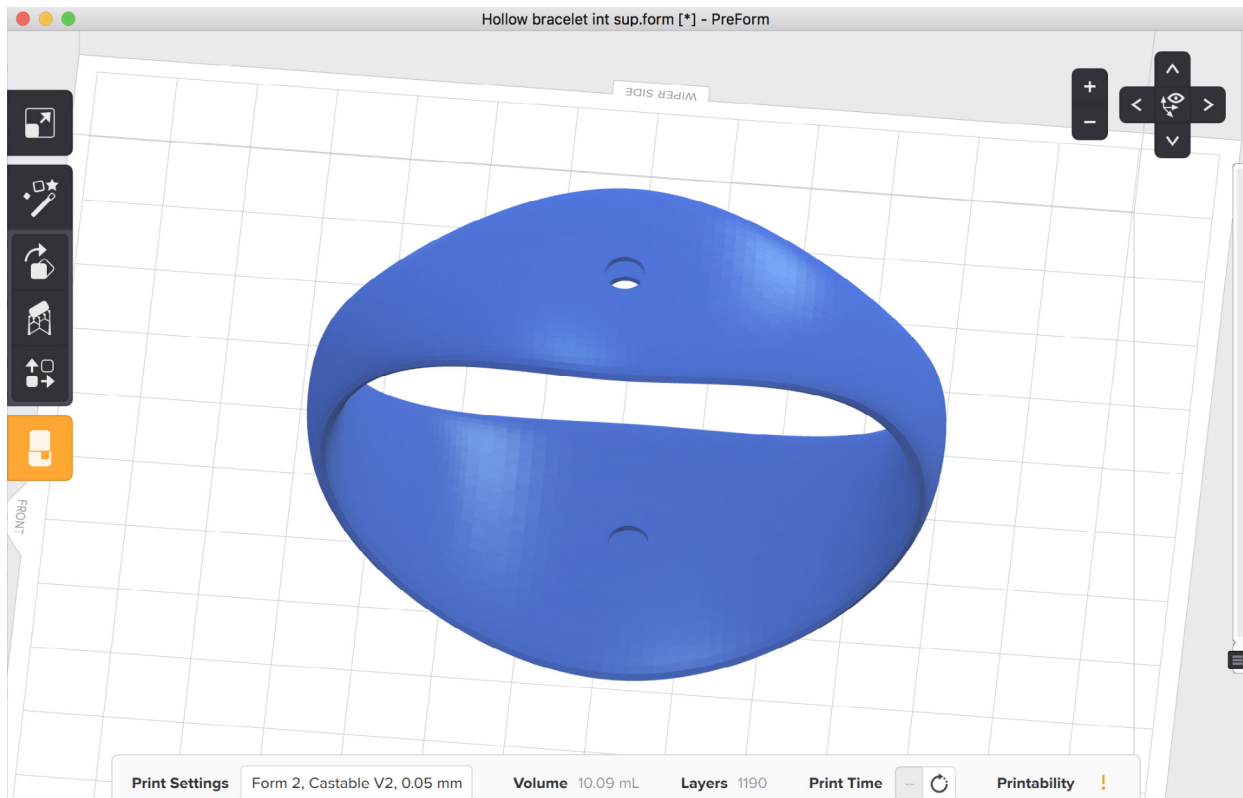 Hollow bracelet int sup.form [*] - PreForm
WIPER SIDE
FRONT
Print Settings Form 2, Castable V2, 0.05 mm Volume 10.09 mL Layers 1190 Print Time -- Printability !